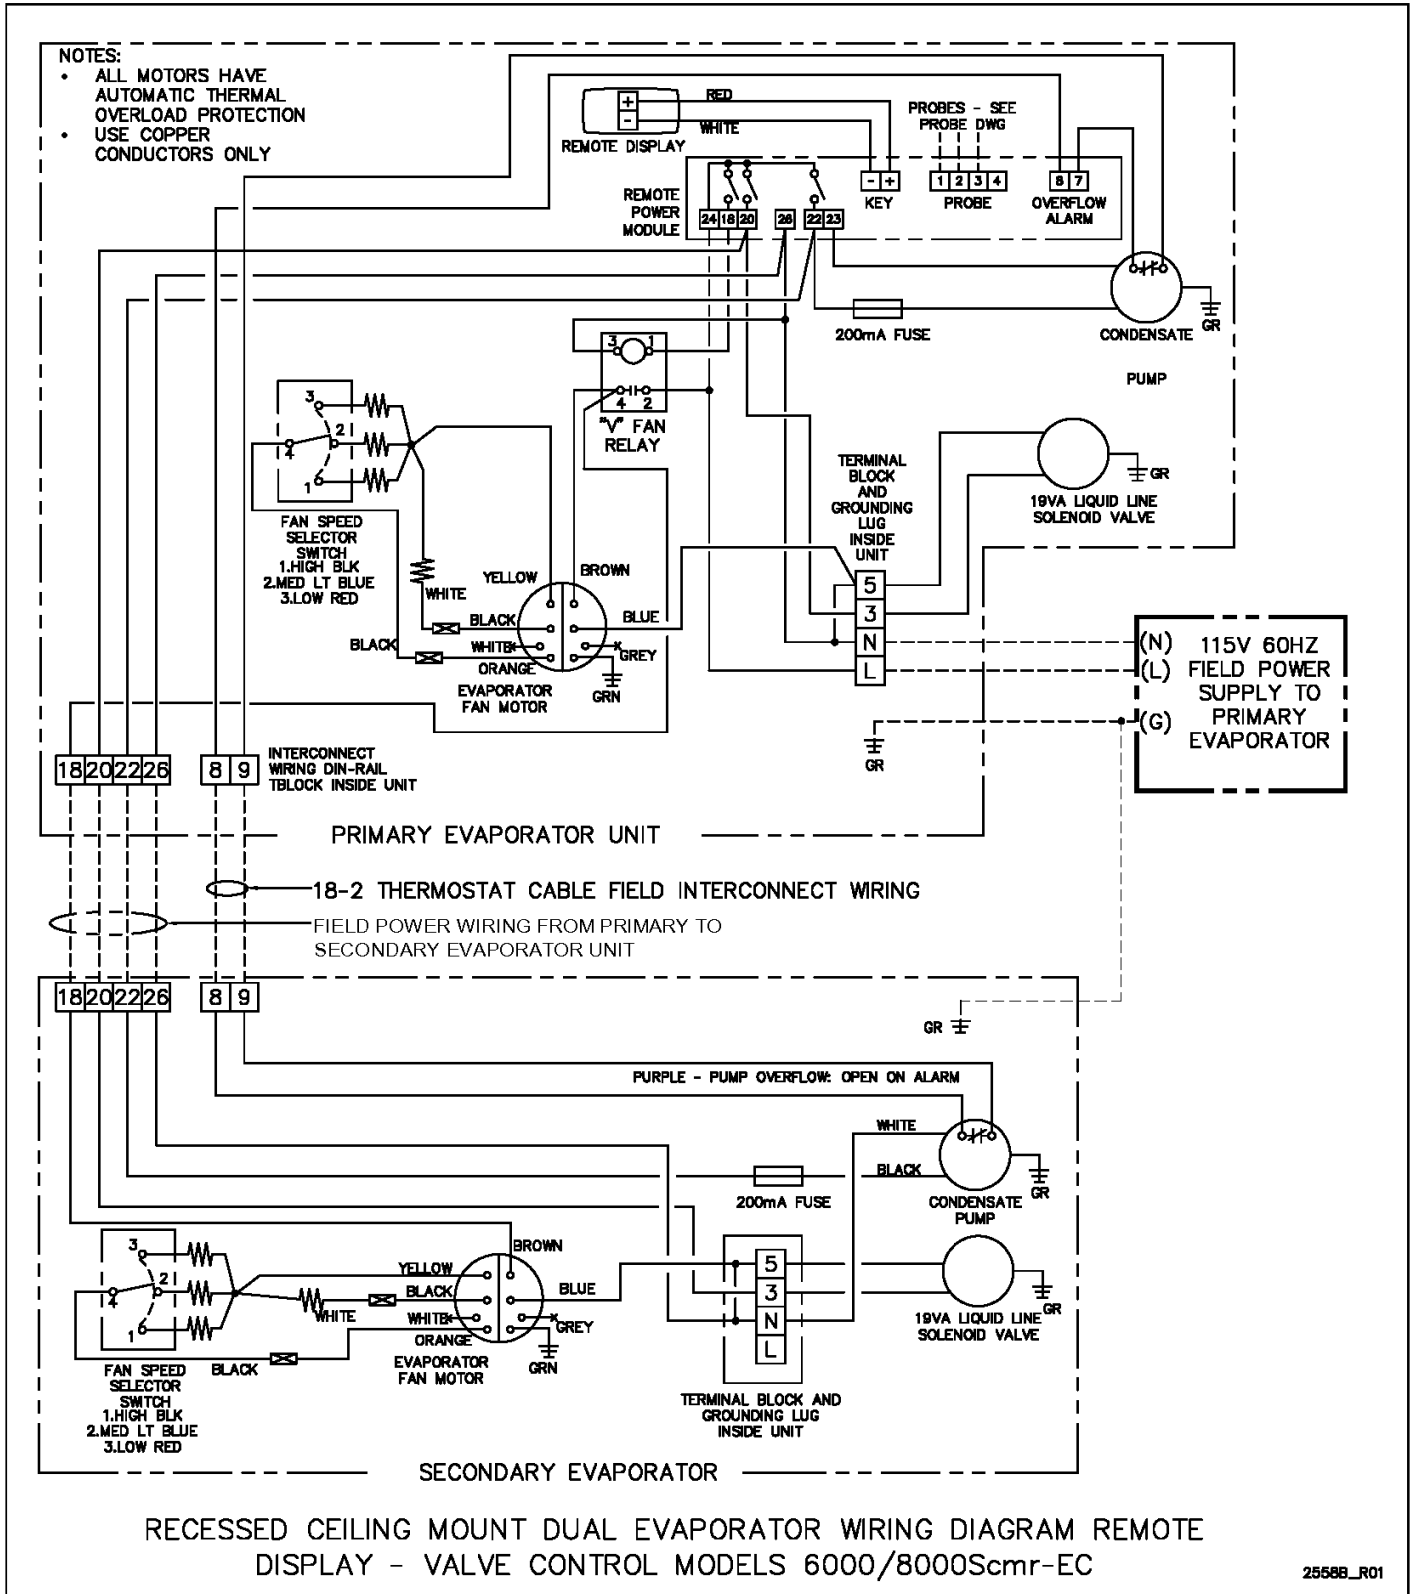 NOTES:
• ALL MOTORS HAVE
AUTOMATIC THERMAL
OVERLOAD PROTECTION
• USE COPPER
CONDUCTORS ONLY
+
-
RED
WHITE
REMOTE DISPLAY
PROBES - SEE
PROBE DWG
REMOTE
POWER
MODULE
24 18 20 26 22 23
- +
KEY
1 2 3 4
PROBE
8 7
OVERFLOW
ALARM
200mA FUSE
CONDENSATE
PUMP
GR
3 1
4 2
"V" FAN
RELAY
3
2
4
1
FAN SPEED
SELECTOR
SWITCH
1.HIGH BLK
2.MED LT BLUE
3.LOW RED
TERMINAL
BLOCK
AND
GROUNDING
LUG
INSIDE
UNIT
19VA LIQUID LINE
SOLENOID VALVE
GR
YELLOW
BROWN
WHITE
BLACK
BLUE
BLACK
WHITE
GREY
ORANGE
GRN
EVAPORATOR
FAN MOTOR
5
3
N
L
(N)
(L)
(G)
115V 60HZ
FIELD POWER
SUPPLY TO
PRIMARY
EVAPORATOR
GR
18 20 22 26
8 9
INTERCONNECT
WIRING DIN-RAIL
TBLOCK INSIDE UNIT
PRIMARY EVAPORATOR UNIT
18-2 THERMOSTAT CABLE FIELD INTERCONNECT WIRING
FIELD POWER WIRING FROM PRIMARY TO
SECONDARY EVAPORATOR UNIT
18 20 22 26
8 9
GR
PURPLE - PUMP OVERFLOW: OPEN ON ALARM
WHITE
BLACK
200mA FUSE
CONDENSATE
PUMP
GR
3
2
4
1
FAN SPEED
SELECTOR
SWITCH
1.HIGH BLK
2.MED LT BLUE
3.LOW RED
BROWN
YELLOW
BLACK
BLUE
WHITE
WHITE
GREY
ORANGE
BLACK
GRN
EVAPORATOR
FAN MOTOR
5
3
N
L
TERMINAL BLOCK AND
GROUNDING LUG
INSIDE UNIT
19VA LIQUID LINE
SOLENOID VALVE
GR
SECONDARY EVAPORATOR
RECESSED CEILING MOUNT DUAL EVAPORATOR WIRING DIAGRAM REMOTE
DISPLAY - VALVE CONTROL MODELS 6000/8000Scmr-EC
2558B_R01